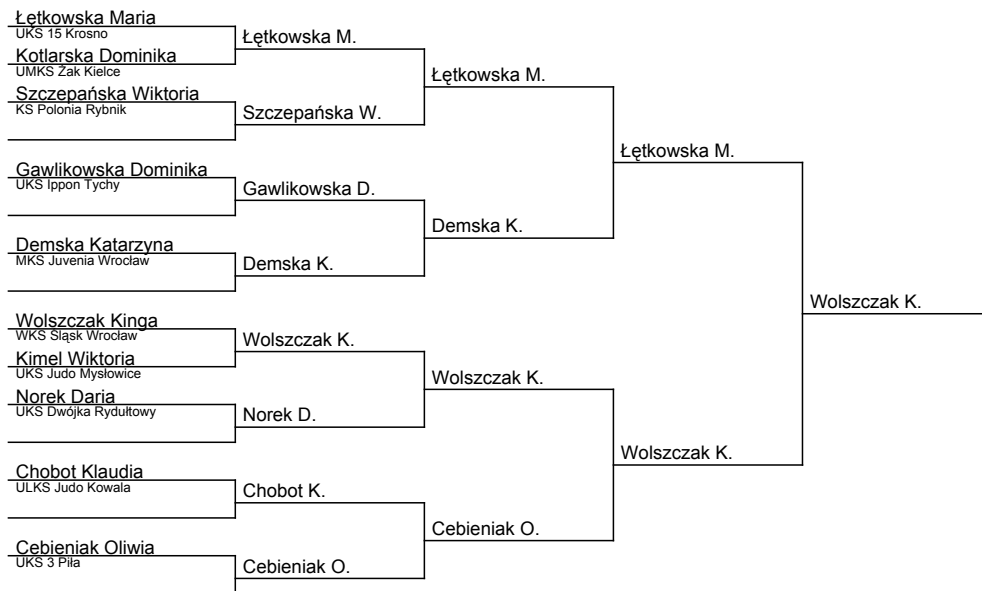 Łętkowska Maria
UKS 15 Krosno
Kotlarska Dominika
UMKS Żak Kielce
Szczepańska Wiktoria
KS Polonia Rybnik
Gawlikowska Dominika
UKS Ippon Tychy
Demska Katarzyna
MKS Juvenia Wrocław
Wolszczak Kinga
WKS Śląsk Wrocław
Kimel Wiktoria
UKS Judo Mysłowice
Norek Daria
UKS Dwójka Rydułtowy
Chobot Klaudia
ULKS Judo Kowala
Cebieniak Oliwia
UKS 3 Piła
Łętkowska M.
Szczepańska W.
Gawlikowska D.
Demska K.
Wolszczak K.
Norek D.
Chobot K.
Cebieniak O.
Łętkowska M.
Demska K.
Wolszczak K.
Cebieniak O.
Łętkowska M.
Wolszczak K.
Wolszczak K.